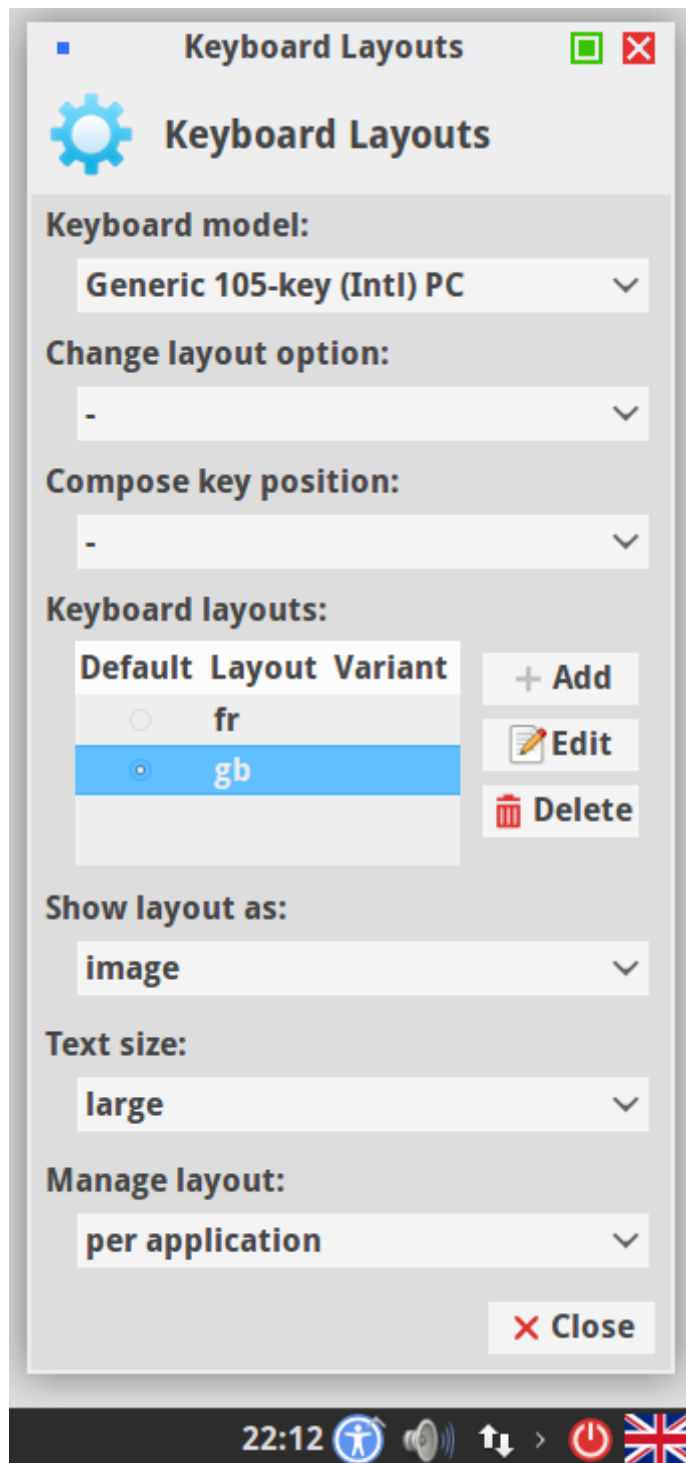 Keyboard Layouts
Keyboard Layouts
Keyboard model:
Generic 105-key (Intl) PC
Change layout option:
-
Compose key position:
-
Keyboard layouts:
Default Layout Variant
fr
gb
Add
Edit
Delete
Show layout as:
image
Text size:
large
Manage layout:
per application
Close
22:12